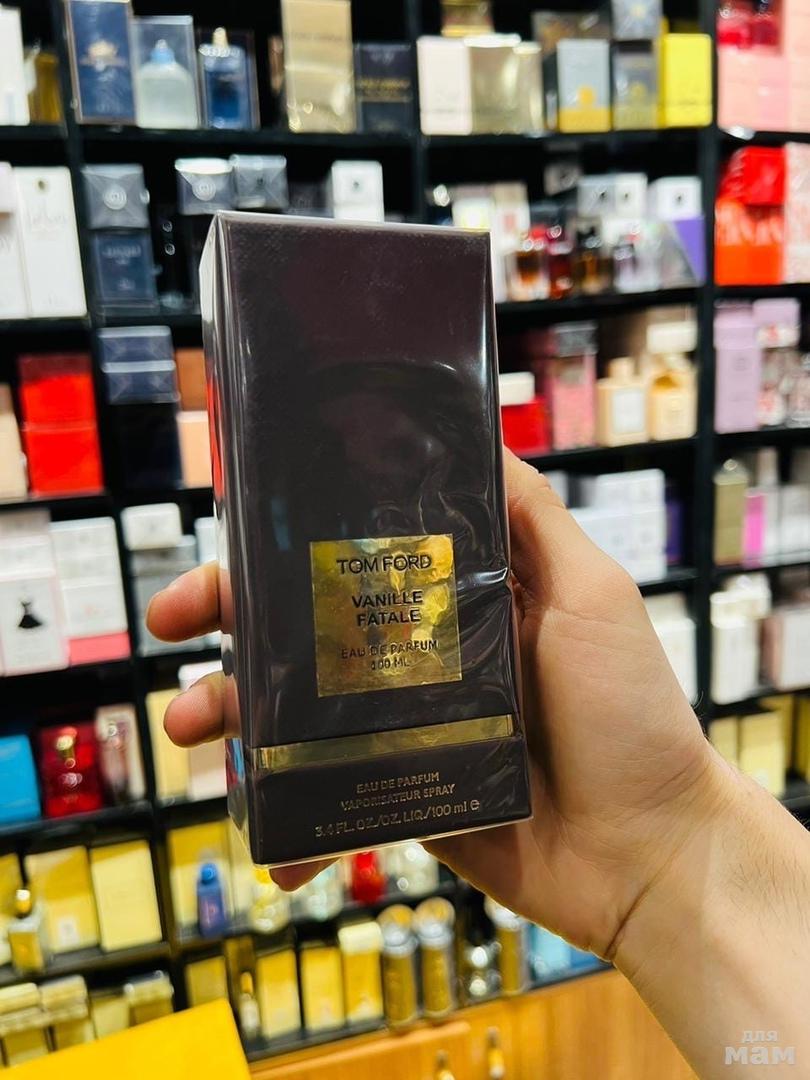 TOM FORD
VANILLE
FATALE
EAU DE PARFUM
100 ML
EAU DE PARFUM
VAPORISATEUR SPRAY
3.4 FL. OZ./OZ. LIQ./100 ml e
для
мам